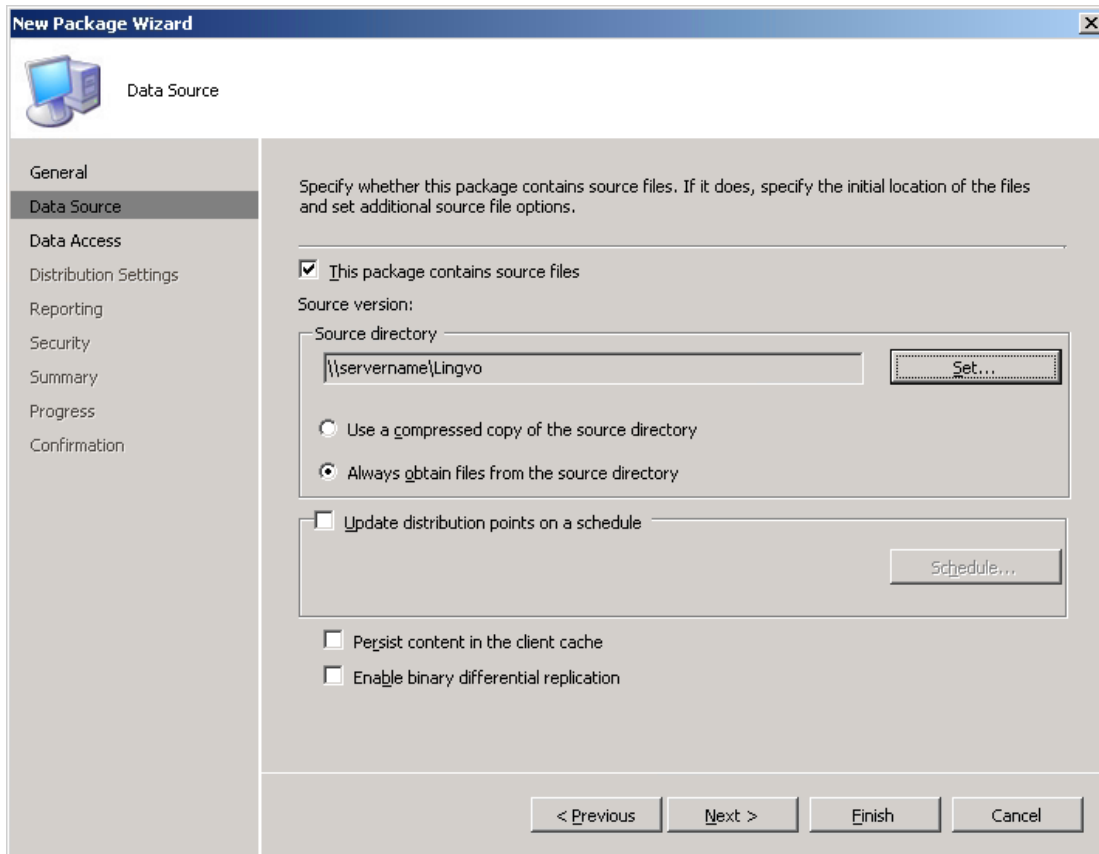 New Package Wizard
Data Source
General
Data Source
Data Access
Distribution Settings
Reporting
Security
Summary
Progress
Confirmation
Specify whether this package contains source files. If it does, specify the initial location of the files
and set additional source file options.
This package contains source files
Source version:
Source directory
\\servername\Lingvo
Set...
Use a compressed copy of the source directory
Always obtain files from the source directory
Update distribution points on a schedule
Schedule...
Persist content in the client cache
Enable binary differential replication
< Previous
Next >
Finish
Cancel